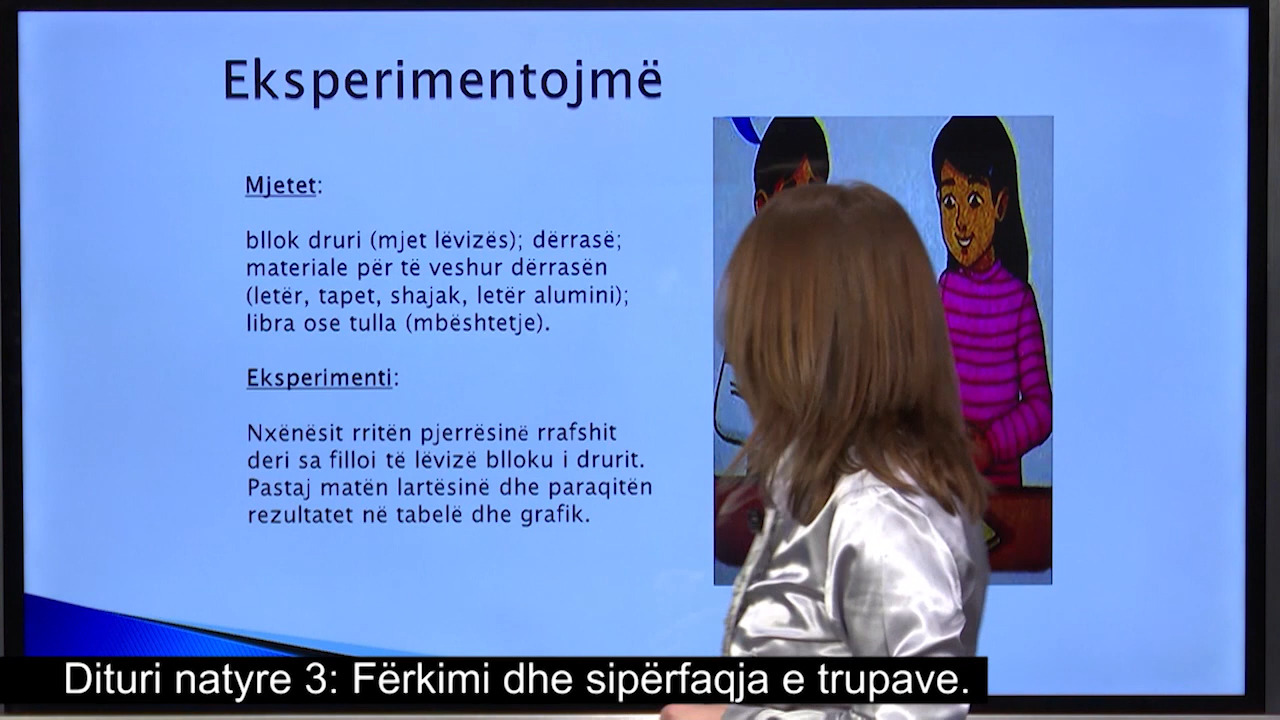 Eksperimentojmë
Mjetet:
bllok druri (mjet lëvizës); dërrasë;
materiale për të veshur dërrasën
(letër, tapet, shajak, letër alumini);
libra ose tulla (mbështetje).
Eksperimenti:
Nxënësit rritën pjerrësinë rrafshit
deri sa filloi të lëvizë blloku i drurit.
Pastaj matën lartësinë dhe paraqitën
rezultatet në tabelë dhe grafik.
Dituri natyre 3: Fërkimi dhe sipërfaqja e trupave.